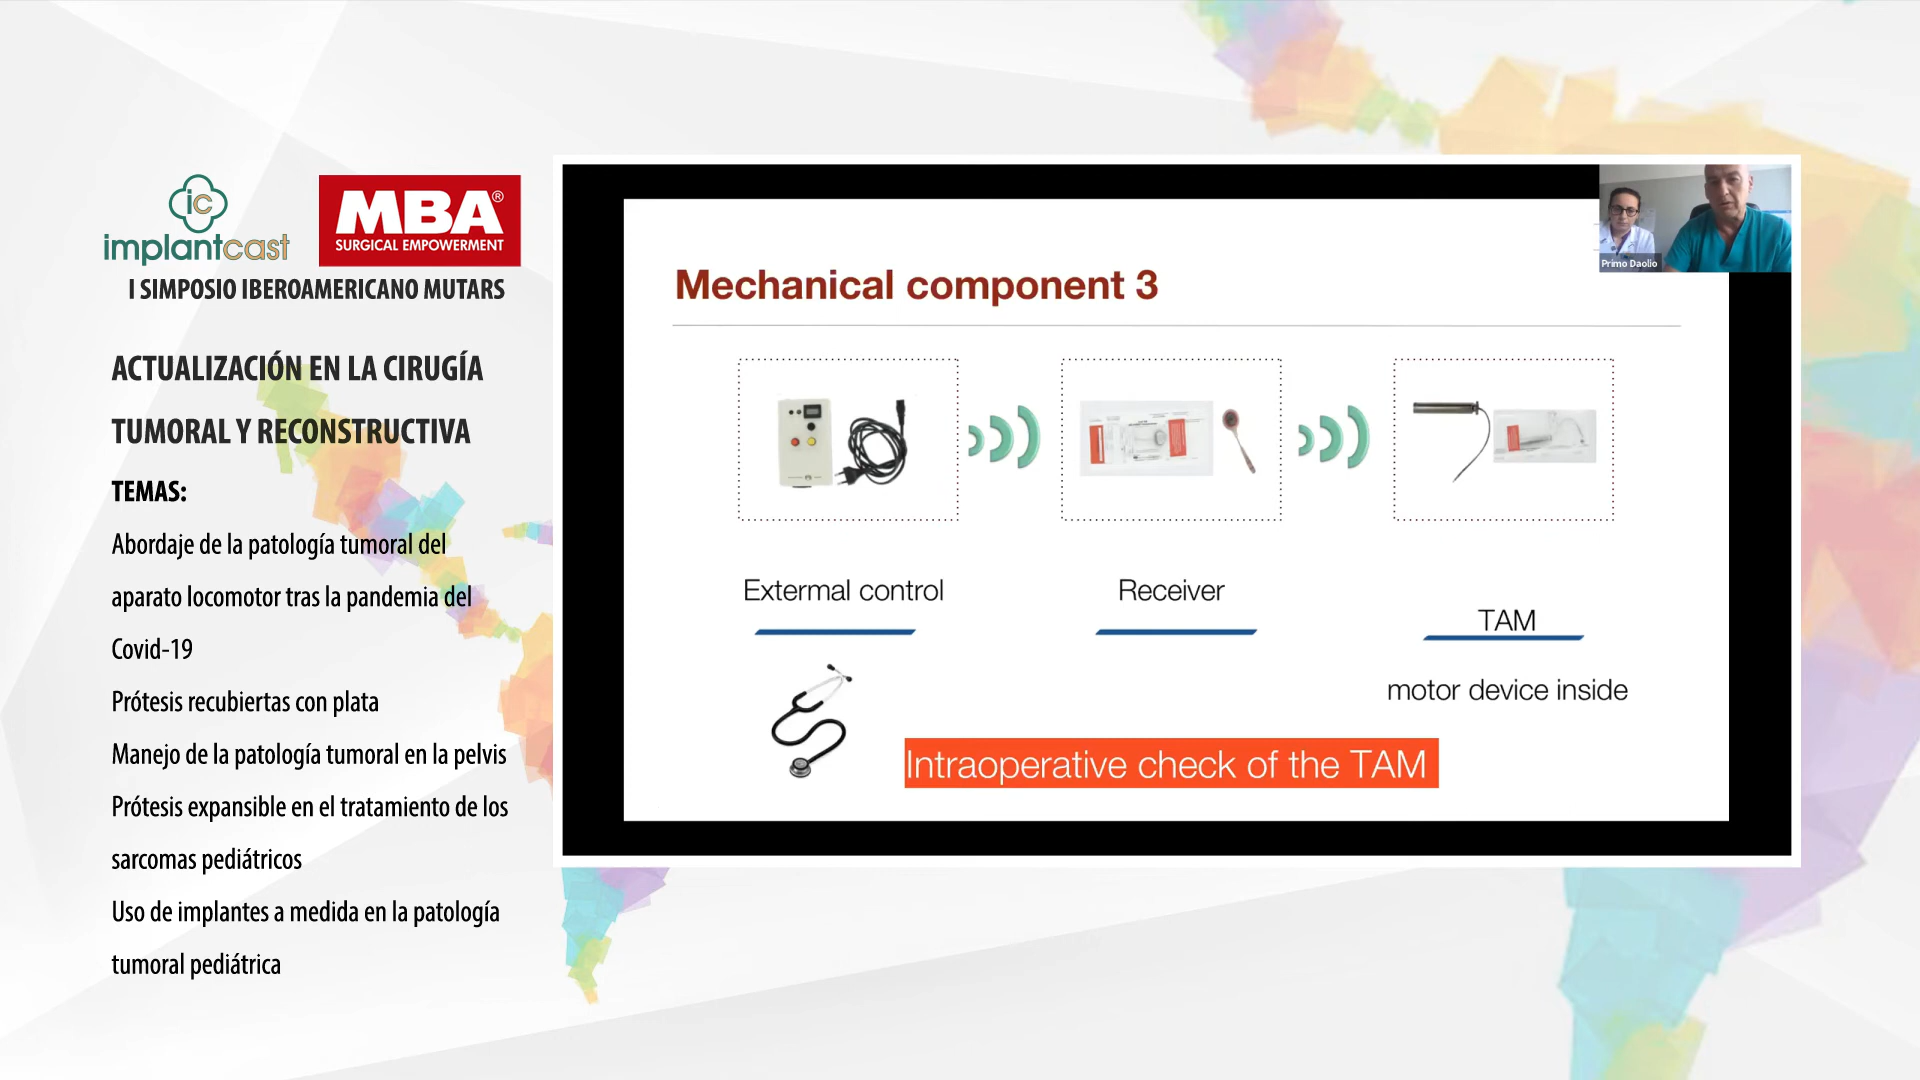 ic
implantcast
MBA®
SURGICAL EMPOWERMENT
I SIMPOSIO IBEROAMERICANO MUTARS
ACTUALIZACIÓN EN LA CIRUGÍA
TUMORAL Y RECONSTRUCTIVA
TEMAS:
Abordaje de la patología tumoral del
aparato locomotor tras la pandemia del
Covid-19
Prótesis recubiertas con plata
Manejo de la patología tumoral en la pelvis
Prótesis expansible en el tratamiento de los
sarcomas pediátricos
Uso de implantes a medida en la patología
tumoral pediátrica
Primo Daolio
Mechanical component 3
Extermal control
Receiver
TAM
motor device inside
Intraoperative check of the TAM